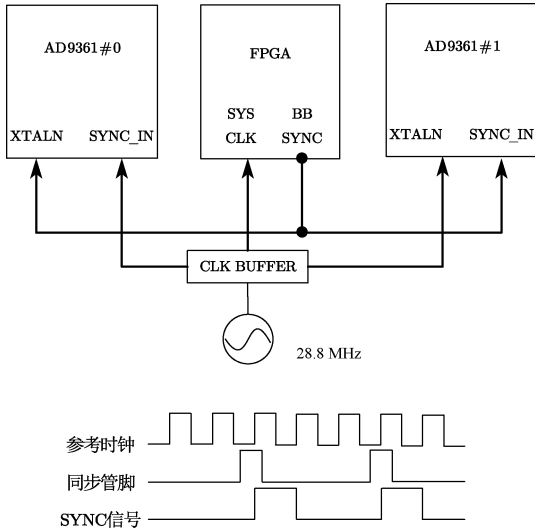 AD9361#0
FPGA
AD9361#1
SYS
CLK
BB
SYNC
XTALN
SYNC_IN
XTALN
SYNC_IN
CLK BUFFER
28.8 MHz
参考时钟
同步管脚
SYNC信号